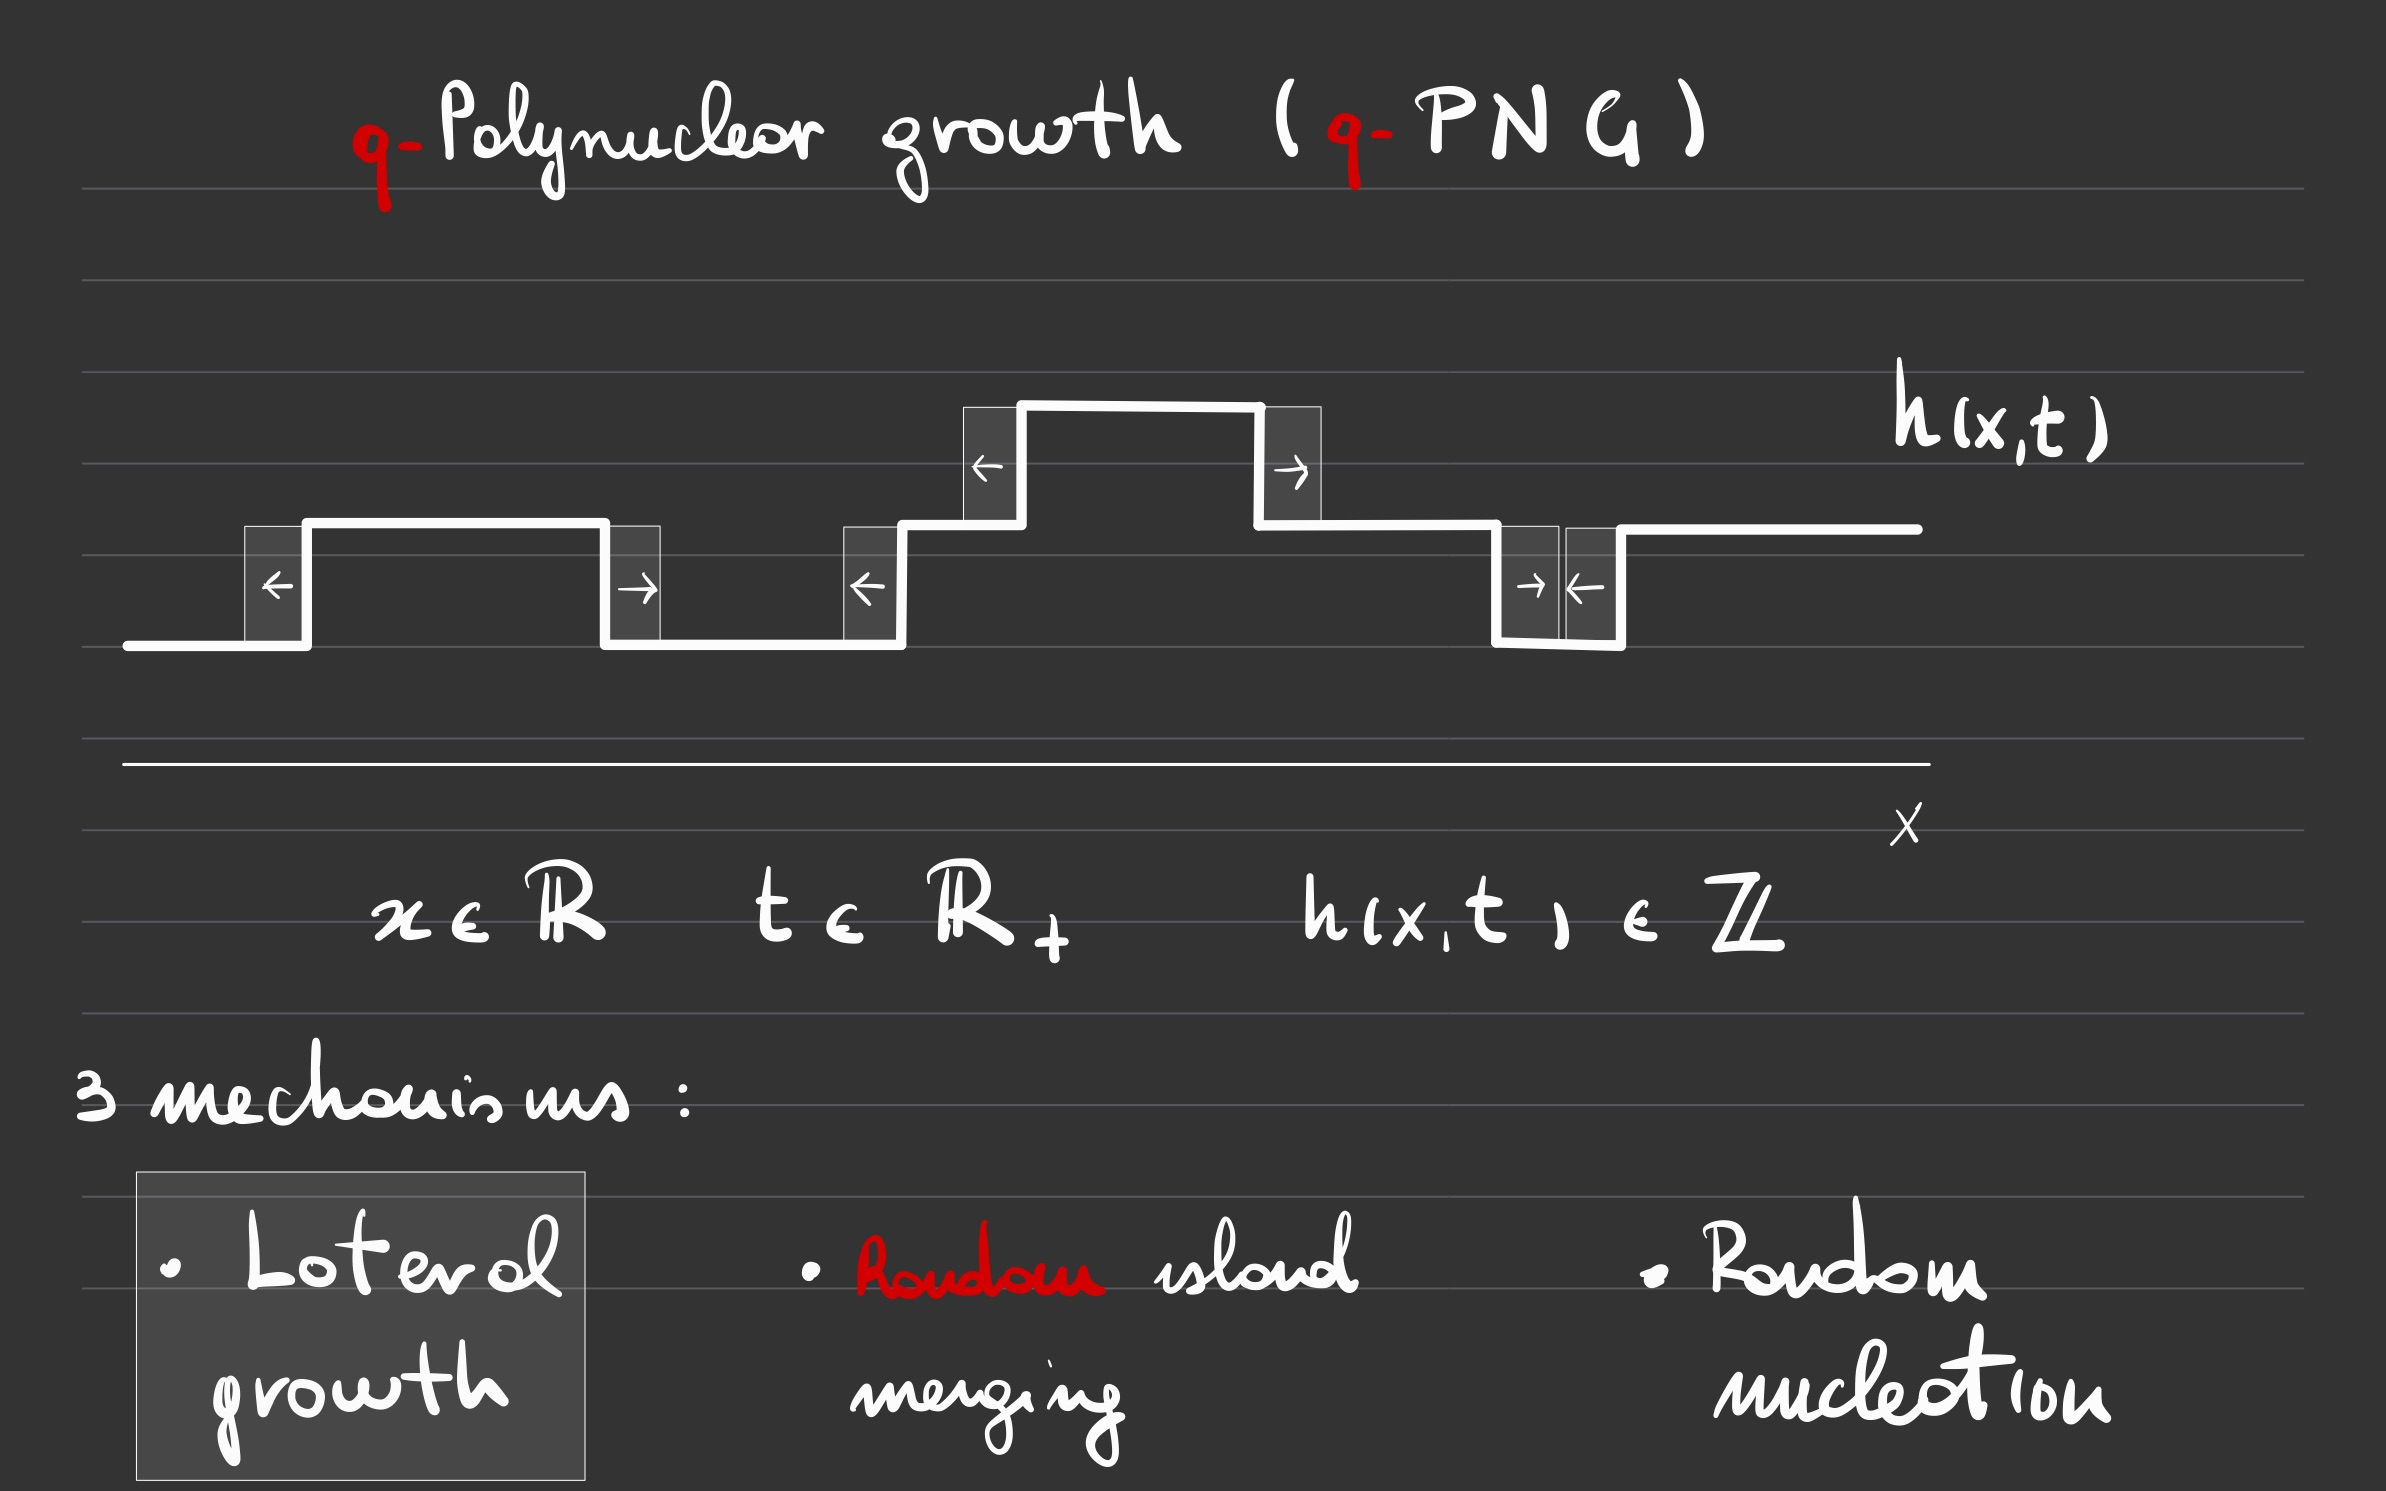 q-Polynuclear growth (q-PNG)
h(x,t)
x
x ∈ ℝ t ∈ ℝ₊ h(x,t) ∈ ℤ
3 mechanisms :
· Lateral · Random island · Random
growth merging nucleation